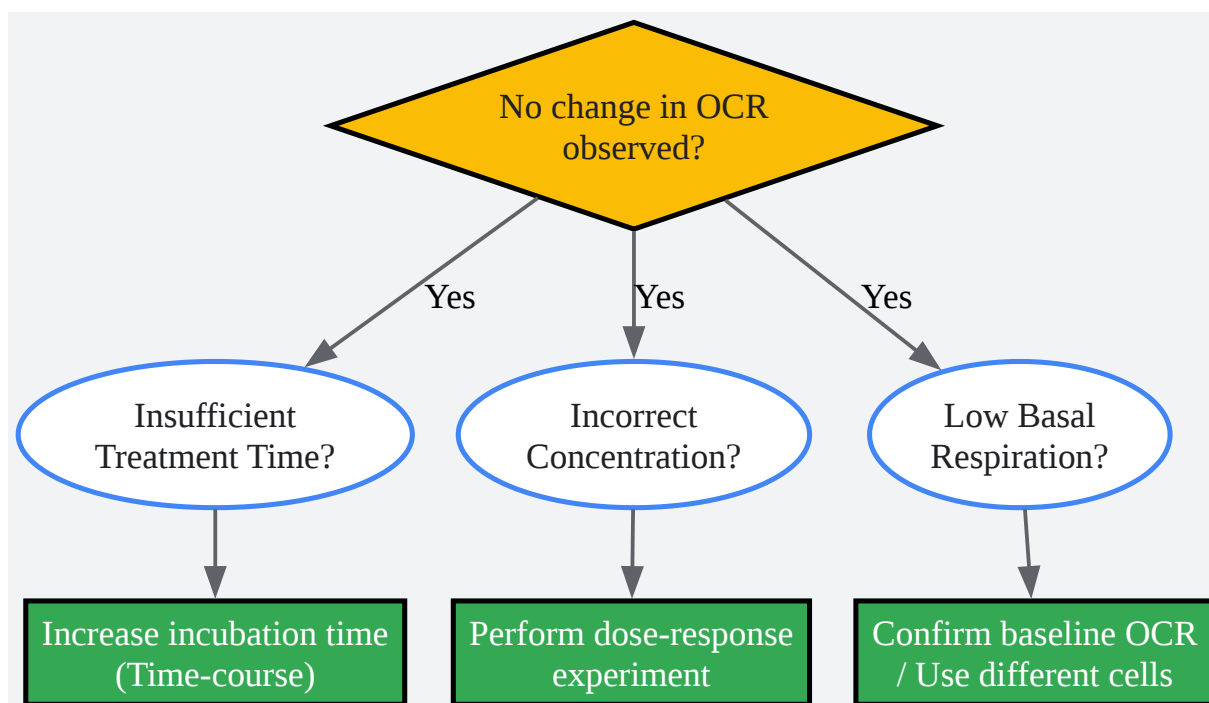 No change in OCR
observed?
Yes
Yes
Yes
Insufficient
Treatment Time?
Incorrect
Concentration?
Low Basal
Respiration?
Increase incubation time
(Time-course)
Perform dose-response
experiment
Confirm baseline OCR
/ Use different cells